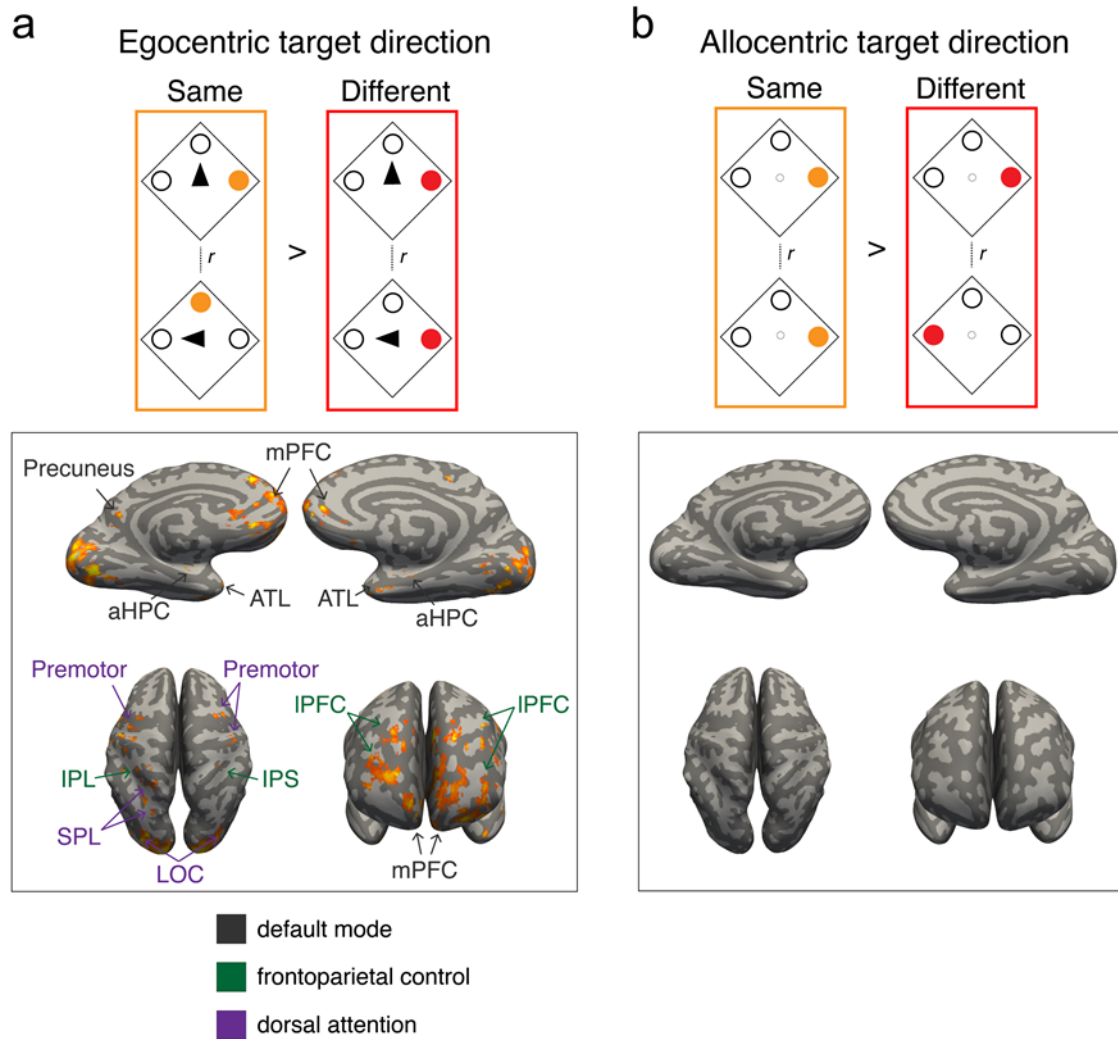 a
Egocentric target direction
Same
Different
r
>
r
mPFC
Precuneus
aHPC
ATL
ATL
aHPC
Premotor
Premotor
IPL
IPS
SPL
LOC
lPFC
lPFC
mPFC
default mode
frontoparietal control
dorsal attention
b
Allocentric target direction
Same
Different
r
>
r